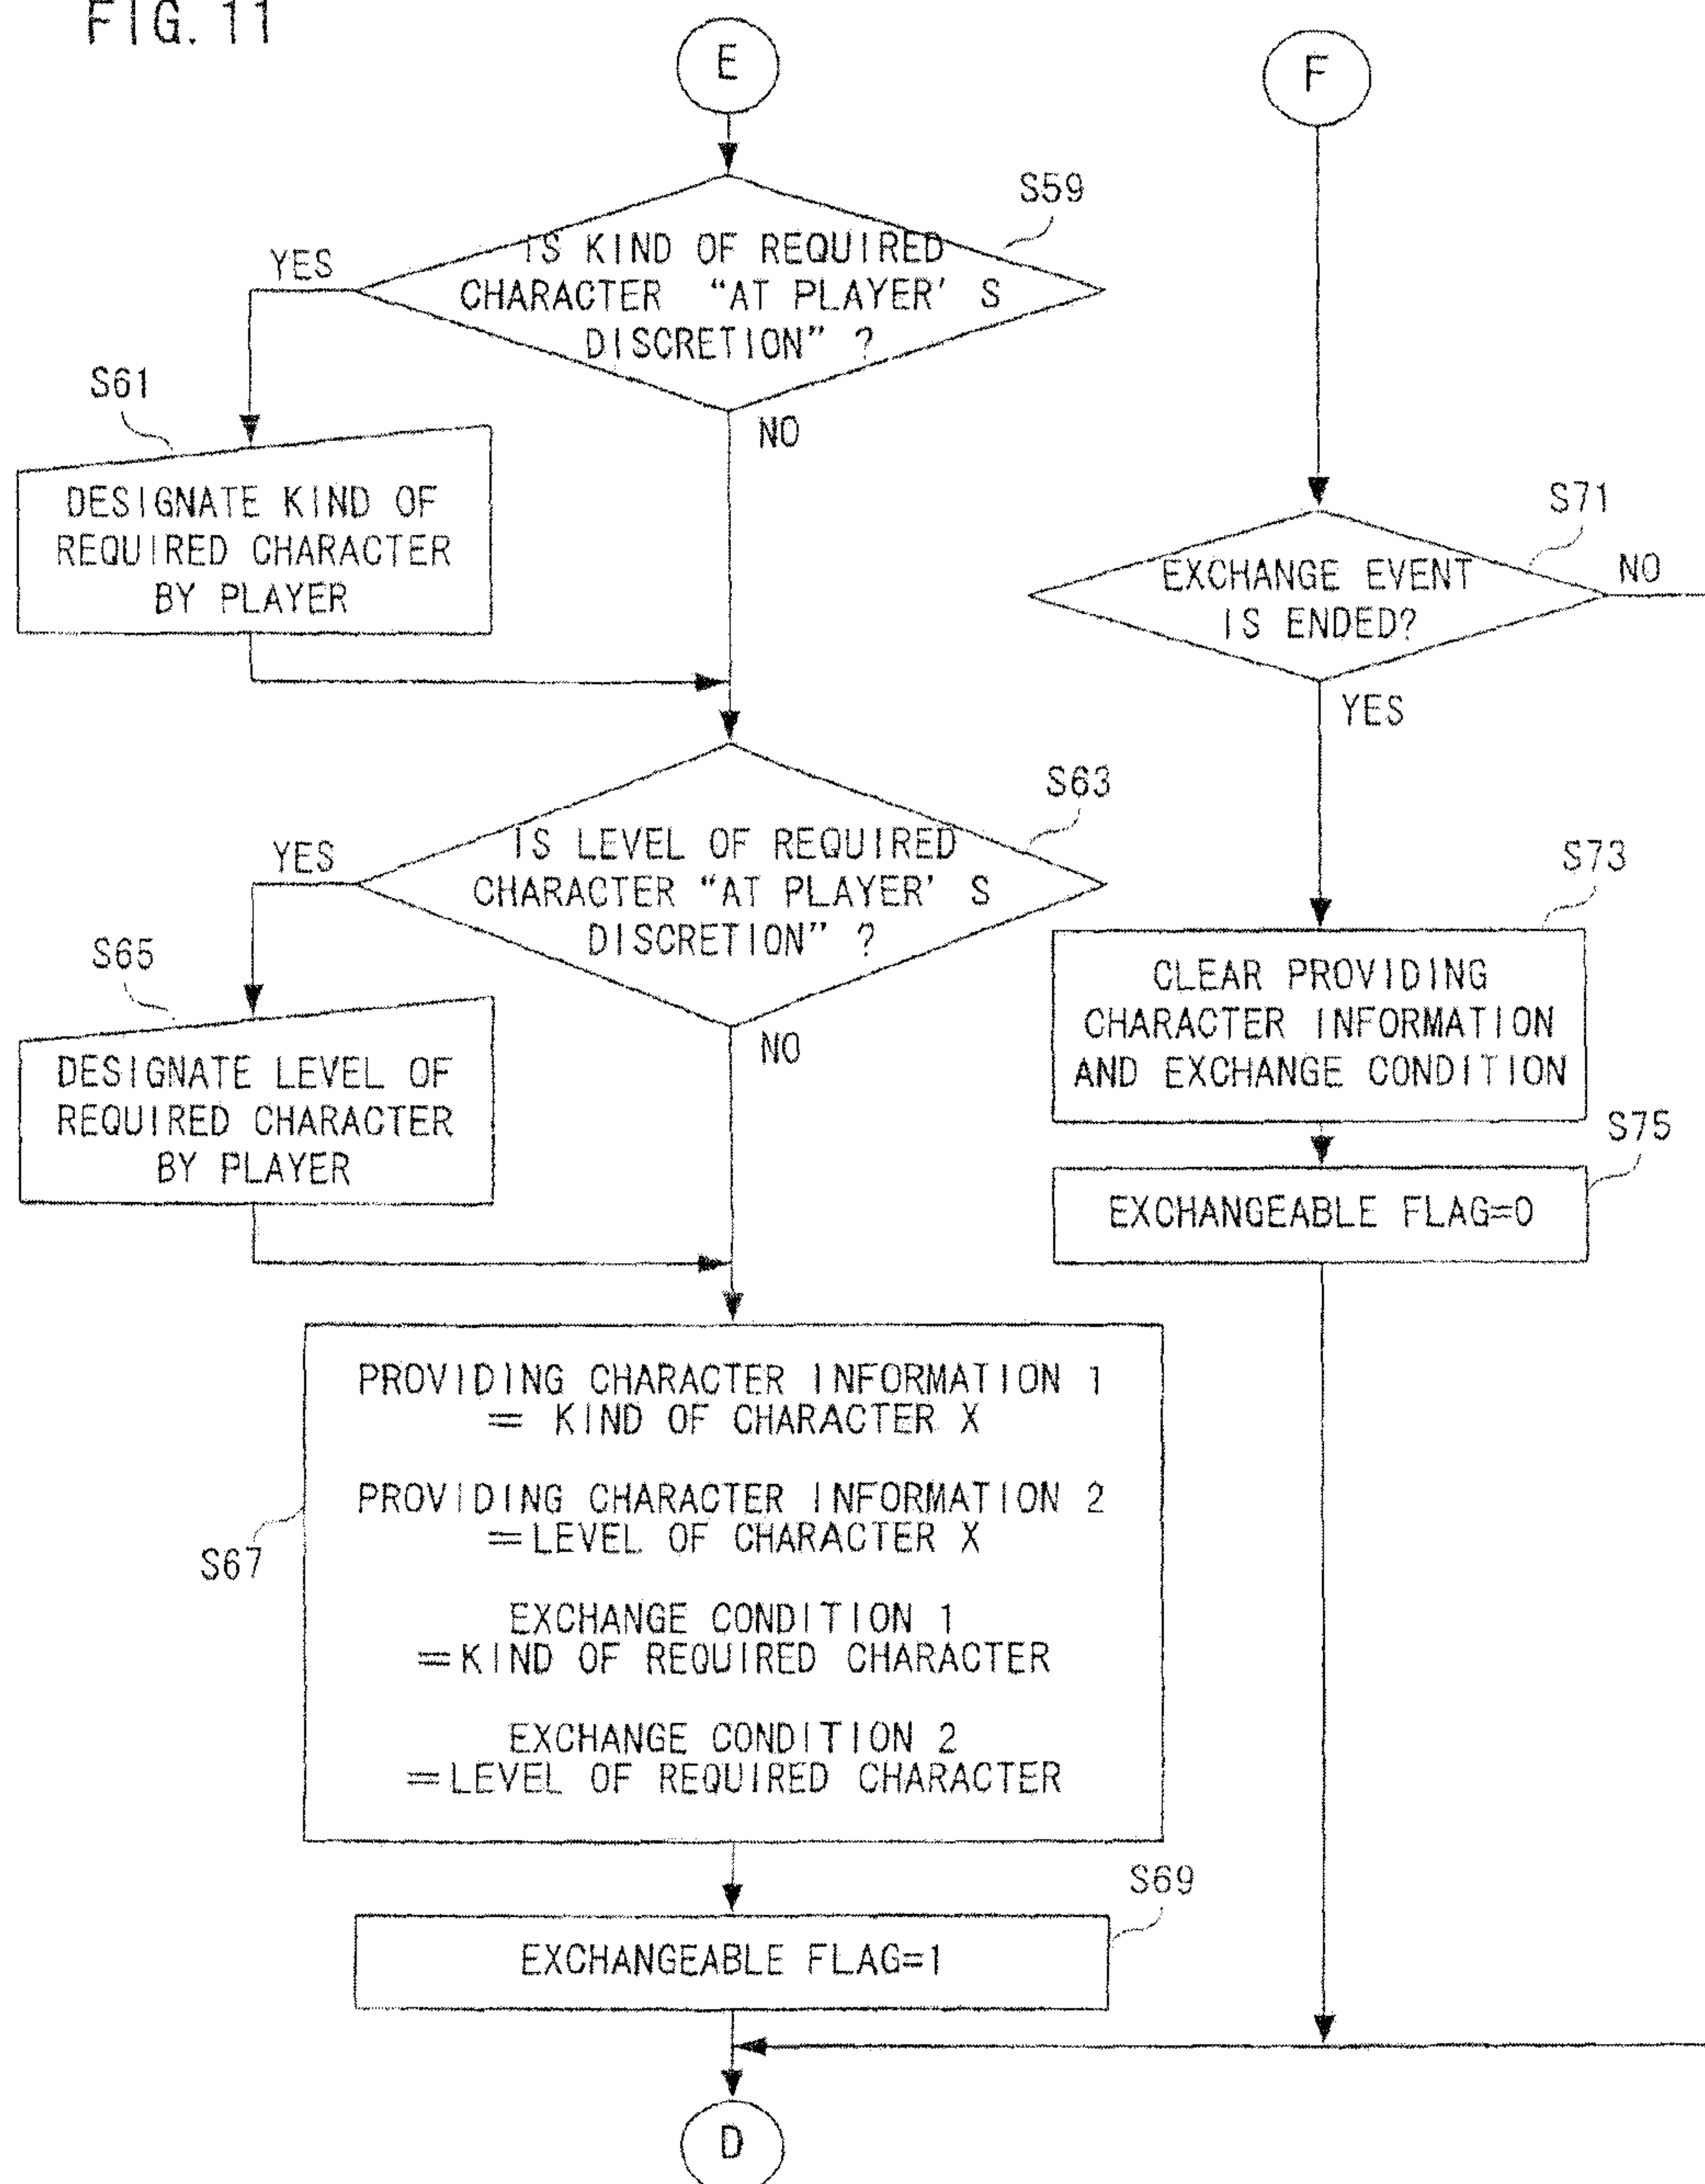 FIG. 11
E
S59
IS KIND OF REQUIRED
CHARACTER “AT PLAYER' S
DISCRETION” ?
YES
NO
S61
DESIGNATE KIND OF
REQUIRED CHARACTER
BY PLAYER
S63
IS LEVEL OF REQUIRED
CHARACTER “AT PLAYER' S
DISCRETION” ?
YES
NO
S65
DESIGNATE LEVEL OF
REQUIRED CHARACTER
BY PLAYER
S67
PROVIDING CHARACTER INFORMATION 1
= KIND OF CHARACTER X
PROVIDING CHARACTER INFORMATION 2
=LEVEL OF CHARACTER X
EXCHANGE CONDITION 1
=KIND OF REQUIRED CHARACTER
EXCHANGE CONDITION 2
=LEVEL OF REQUIRED CHARACTER
S69
EXCHANGEABLE FLAG=1
D
F
S71
EXCHANGE EVENT
IS ENDED?
NO
YES
S73
CLEAR PROVIDING
CHARACTER INFORMATION
AND EXCHANGE CONDITION
S75
EXCHANGEABLE FLAG=0